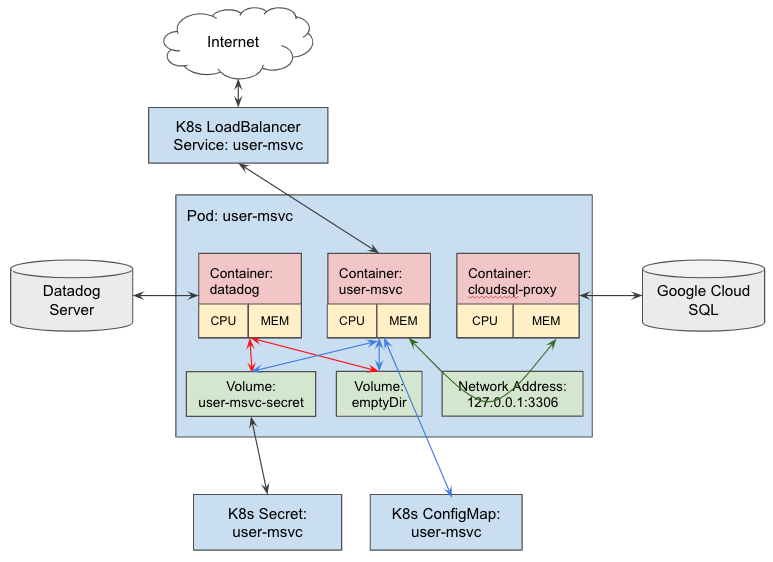 Internet
K8s LoadBalancer
Service: user-msvc
Pod: user-msvc
Container:
datadog
CPU
MEM
Container:
user-msvc
CPU
MEM
Container:
cloudsql-proxy
CPU
MEM
Datadog
Server
Google Cloud
SQL
Volume:
user-msvc-secret
Volume:
emptyDir
Network Address:
127.0.0.1:3306
K8s Secret:
user-msvc
K8s ConfigMap:
user-msvc